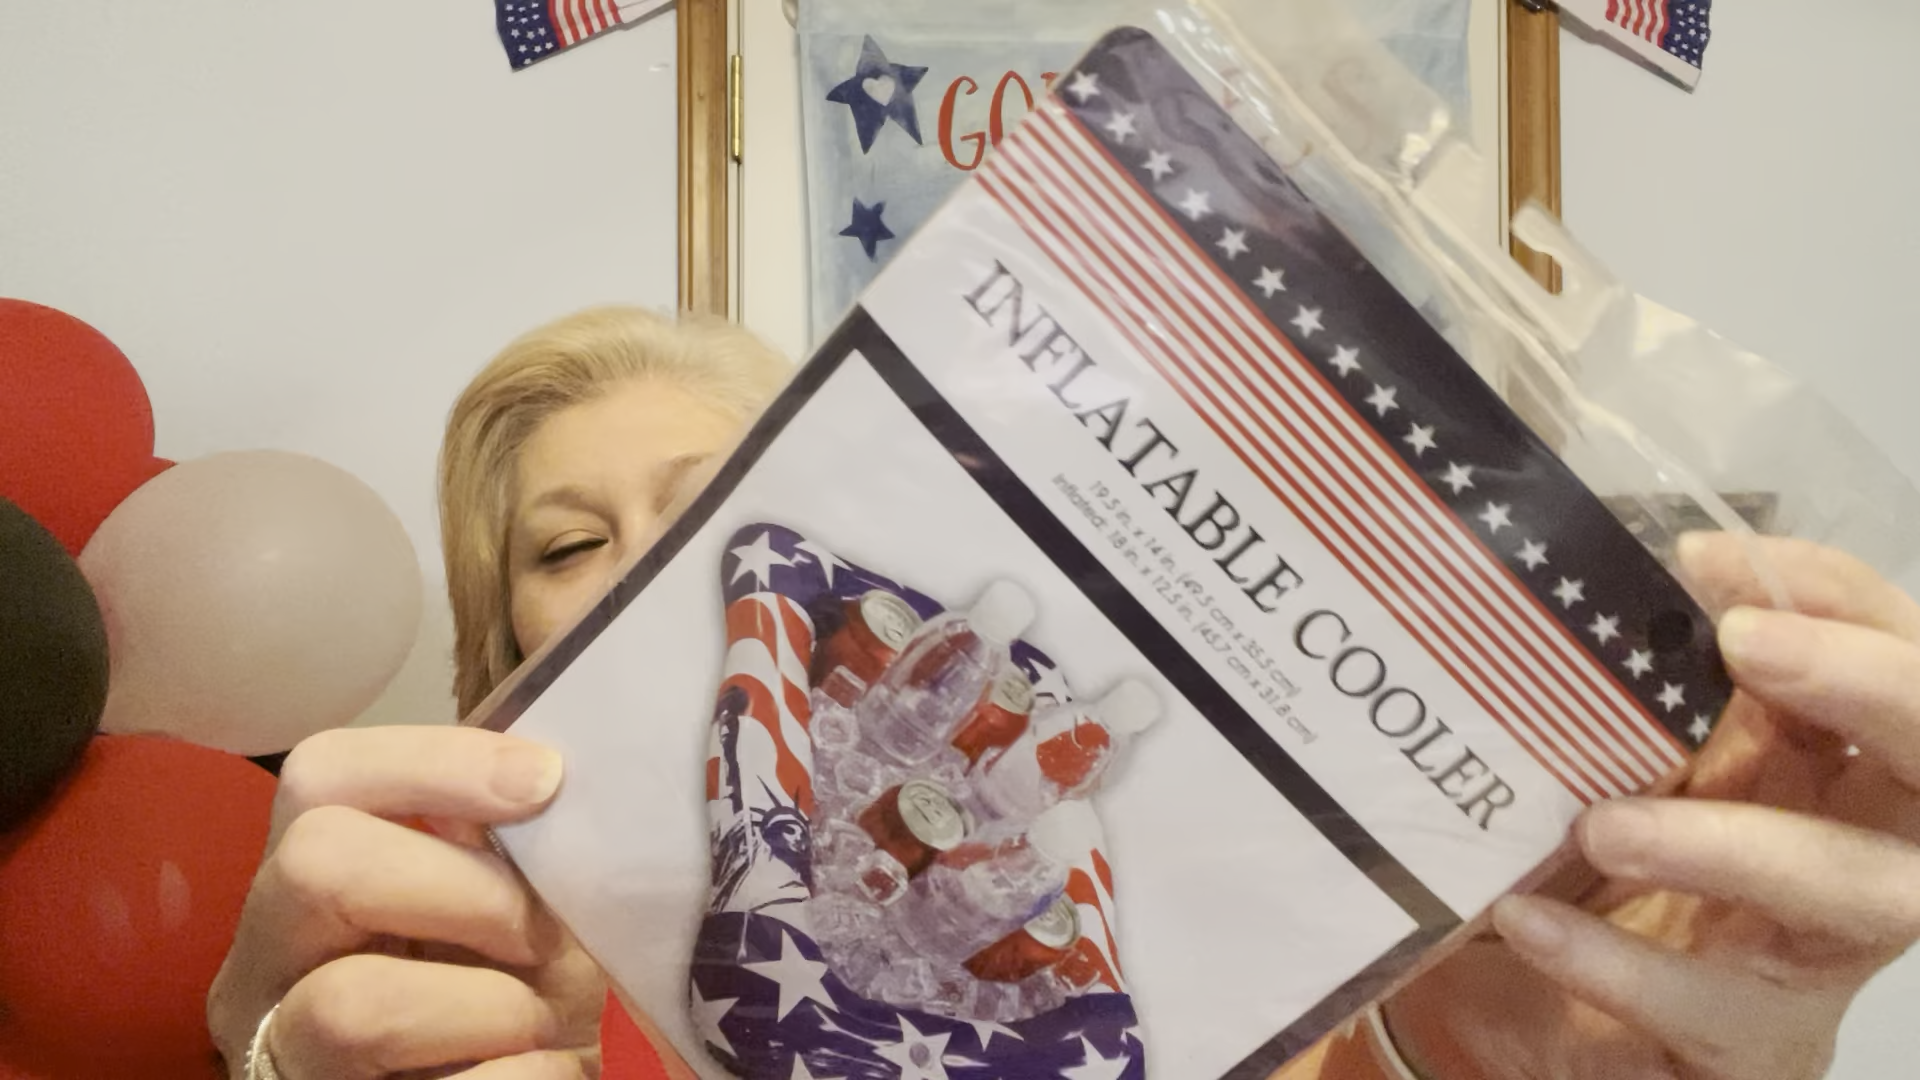 GO
INFLATABLE COOLER
19.5 in. x 14 in. (49.5 cm x 35.5 cm)
Inflated: 18 in. x 12.5 in. (45.7 cm x 31.8 cm)